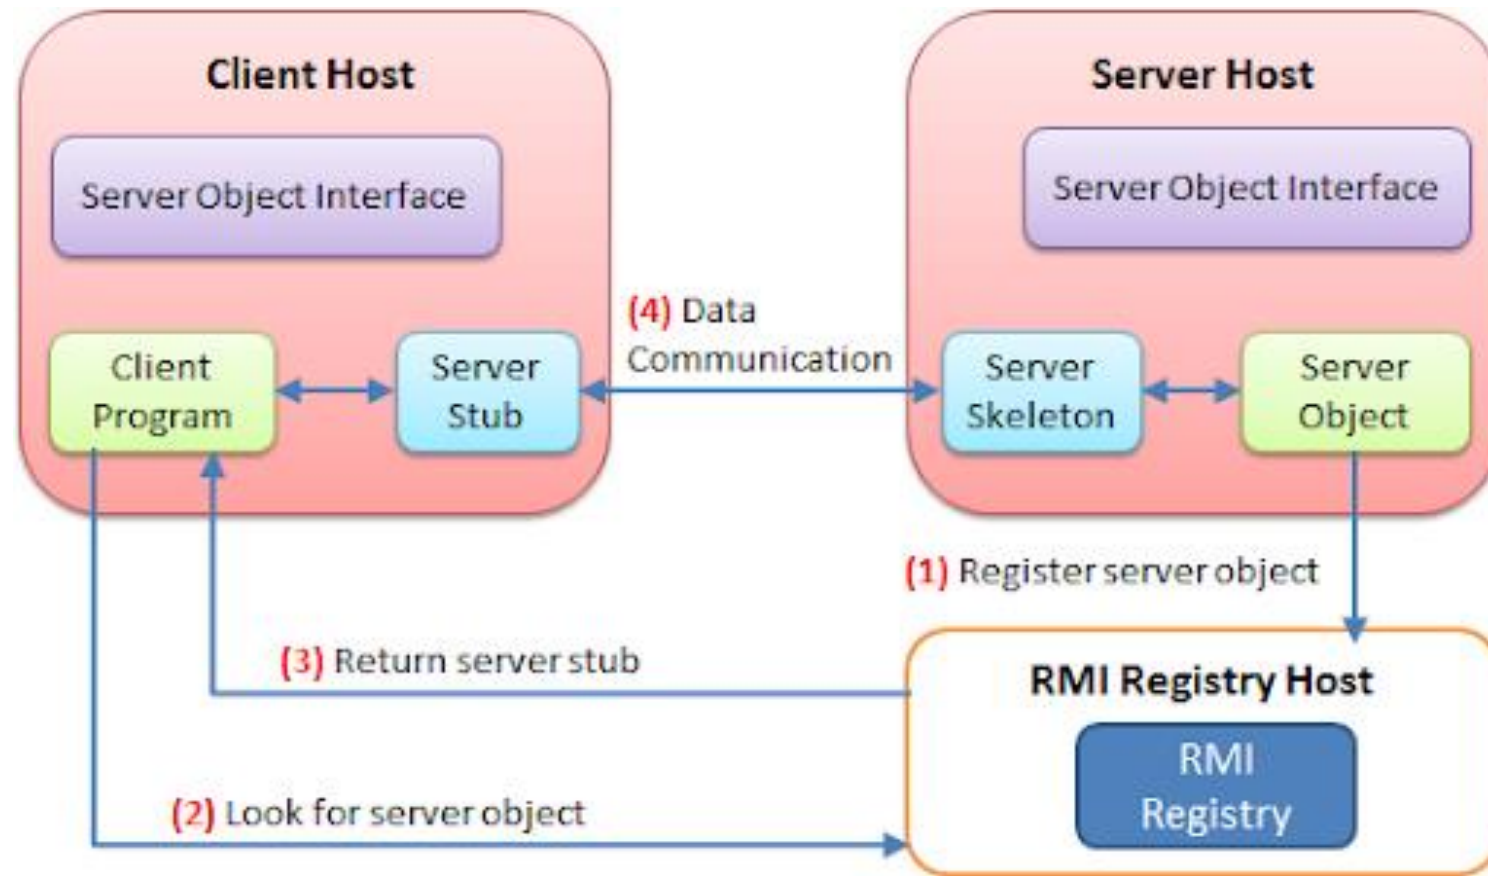 Client Host
Server Object Interface
Client
Program
Server
Stub
(4) Data
Communication
Server Host
Server Object Interface
Server
Skeleton
Server
Object
(1) Register server object
(3) Return server stub
(2) Look for server object
RMI Registry Host
RMI
Registry